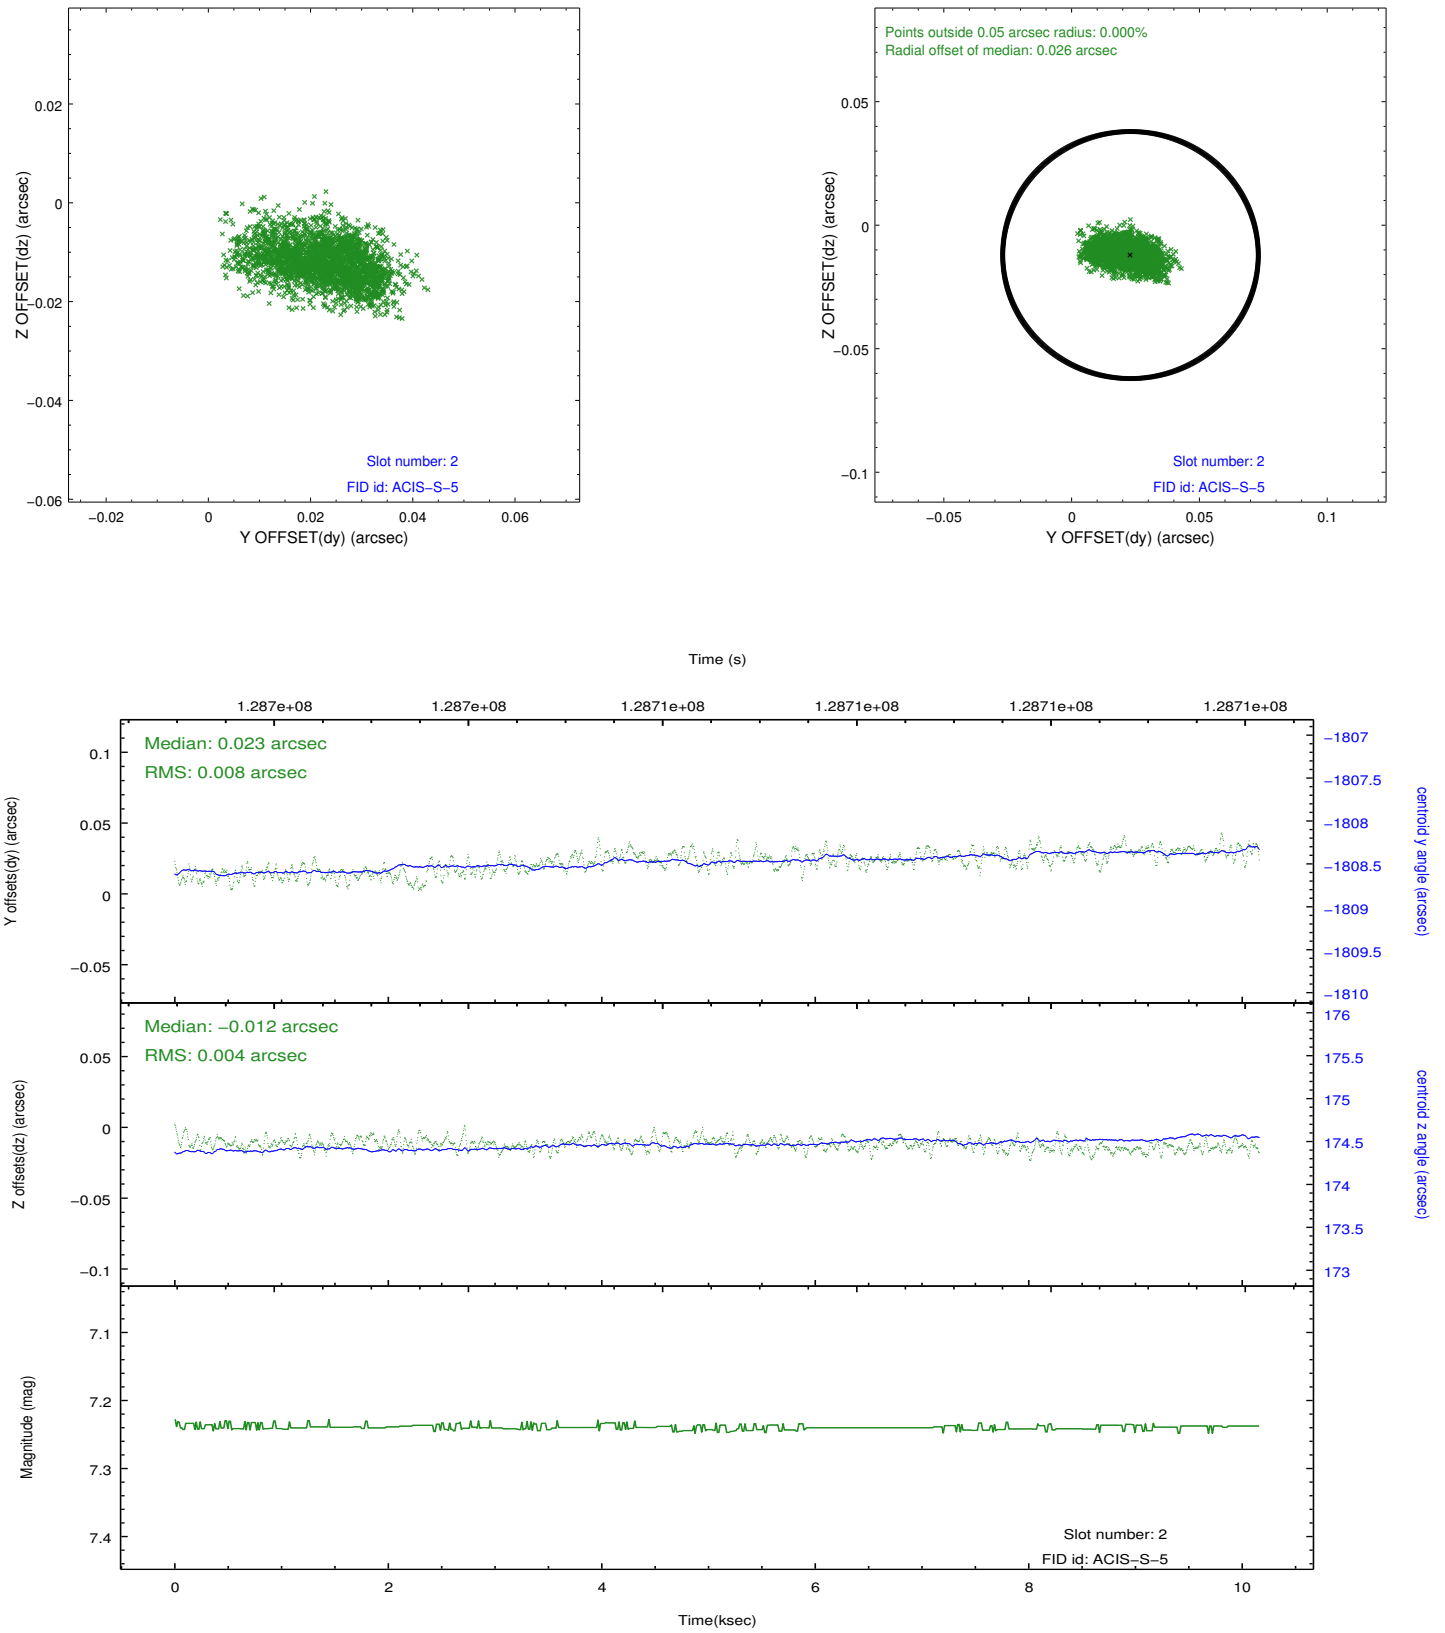 0.02
0
−0.02
−0.04
−0.06
Z OFFSET(dz) (arcsec)
Slot number: 2
FID id: ACIS−S−5
−0.02
0
0.02
0.04
0.06
Y OFFSET(dy) (arcsec)
Points outside 0.05 arcsec radius: 0.000%
Radial offset of median: 0.026 arcsec
0.05
0
−0.05
−0.1
Z OFFSET(dz) (arcsec)
Slot number: 2
FID id: ACIS−S−5
−0.05
0
0.05
0.1
Y OFFSET(dy) (arcsec)
Time (s)
1.287e+08
1.287e+08
1.2871e+08
1.2871e+08
1.2871e+08
1.2871e+08
Median: 0.023 arcsec
RMS: 0.008 arcsec
0.1
0.05
0
−0.05
Y offsets(dy) (arcsec)
−1807
−1807.5
−1808
−1808.5
−1809
−1809.5
−1810
centroid y angle (arcsec)
Median: −0.012 arcsec
RMS: 0.004 arcsec
0.05
0
−0.05
−0.1
Z offsets(dz) (arcsec)
176
175.5
175
174.5
174
173.5
173
centroid z angle (arcsec)
7.1
7.2
7.3
7.4
Magnitude (mag)
Slot number: 2
FID id: ACIS−S−5
0
2
4
6
8
10
Time(ksec)